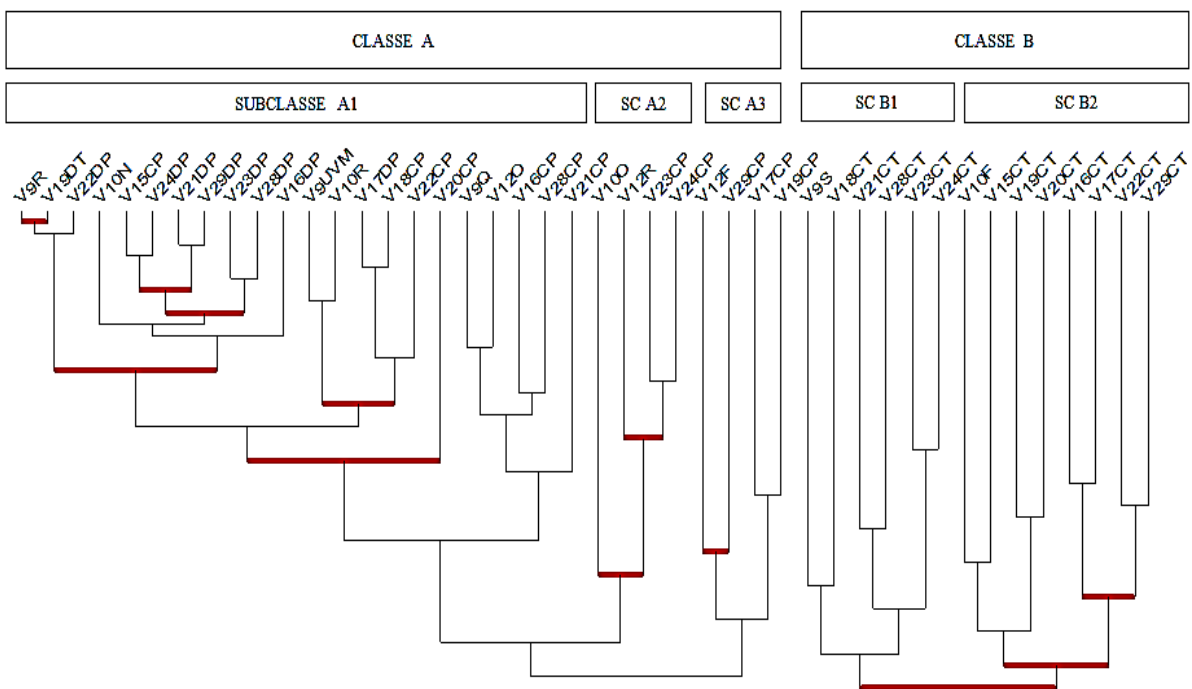 CLASSE A
CLASSE B
SUBCLASSE A1
SC A2
SC A3
SC B1
SC B2
V9R
V19DT
V22DP
V10N
V15CP
V24DP
V21DP
V29DP
V23DP
V28DP
V16DP
V9UVM
V10R
V17DP
V18CP
V22CP
V20CP
V9Q
V12O
V16CP
V28CP
V21CP
V10O
V12R
V23CP
V24CP
V12F
V29CP
V17CP
V19CP
V9S
V18CT
V21CT
V28CT
V23CT
V24CT
V10F
V15CT
V19CT
V20CT
V16CT
V17CT
V22CT
V29CT